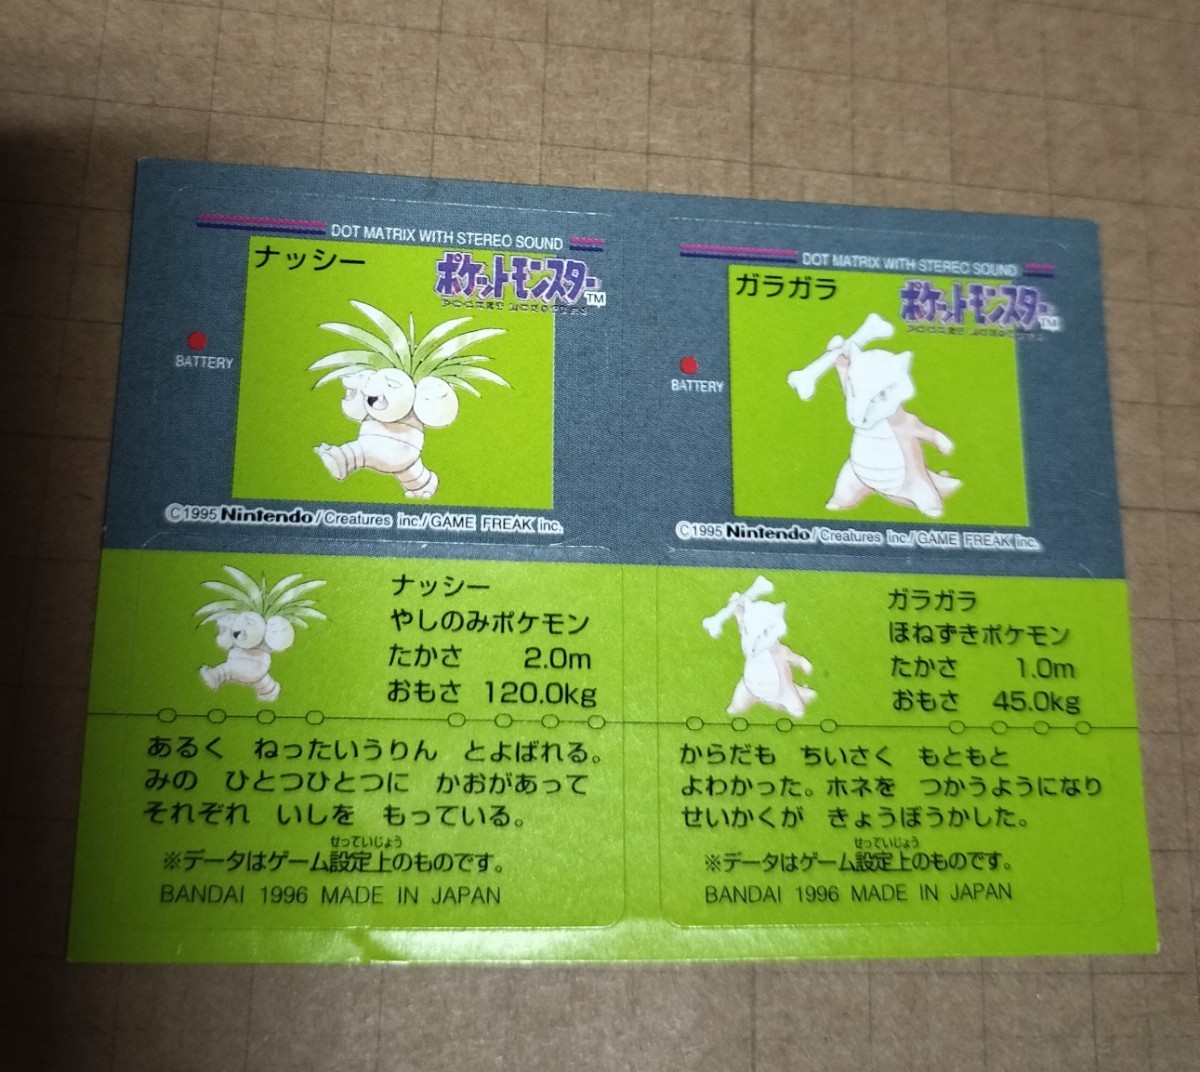 DOT MATRIX WITH STEREO SOUND
ナッシー
ポケットモンスター TM
POCKET MONSTERS
BATTERY
©1995 Nintendo/Creatures inc./GAME FREAK inc.
ナッシー
やしのみポケモン
たかさ 2.0m
おもさ 120.0kg
あるく ねったいうりん とよばれる。
みの ひとつひとつに かおがあって
それぞれ いしを もっている。
せっていじょう
※データはゲーム設定上のものです。
BANDAI 1996 MADE IN JAPAN
DOT MATRIX WITH STEREO SOUND
ガラガラ
ポケットモンスター TM
POCKET MONSTERS
BATTERY
©1995 Nintendo/Creatures inc./GAME FREAK inc.
ガラガラ
ほねずきポケモン
たかさ 1.0m
おもさ 45.0kg
からだも ちいさく もともと
よわかった。ホネを つかうようになり
せいかくが きょうぼうかした。
せっていじょう
※データはゲーム設定上のものです。
BANDAI 1996 MADE IN JAPAN